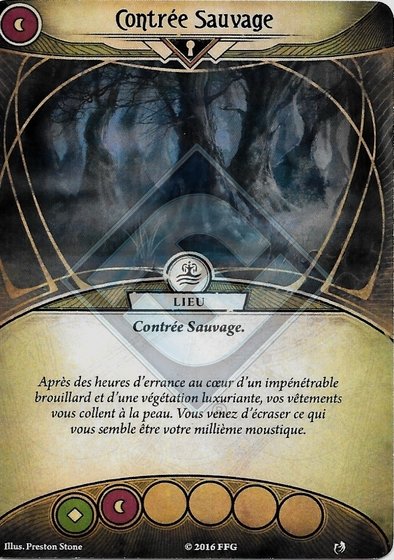 Contrée Sauvage
LIEU
Contrée Sauvage.
Après des heures d'errance au cœur d'un impénétrable
brouillard et d'une végétation luxuriante, vos vêtements
vous collent à la peau. Vous venez d'écraser ce qui
vous semble être votre millième moustique.
Illus. Preston Stone
© 2016 FFG